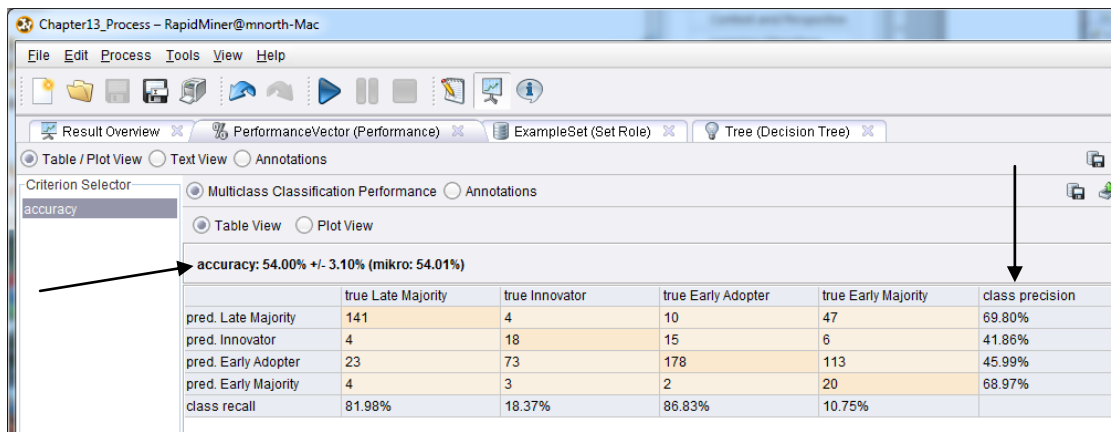 Chapter13_Process – RapidMiner@mnorth-Mac
File Edit Process Tools View Help
Result Overview PerformanceVector (Performance) ExampleSet (Set Role) Tree (Decision Tree)
Table / Plot View Text View Annotations
Criterion Selector
accuracy
Multiclass Classification Performance Annotations
Table View Plot View
accuracy: 54.00% +/- 3.10% (mikro: 54.01%)
true Late Majority true Innovator true Early Adopter true Early Majority class precision
pred. Late Majority 141 4 10 47 69.80%
pred. Innovator 4 18 15 6 41.86%
pred. Early Adopter 23 73 178 113 45.99%
pred. Early Majority 4 3 2 20 68.97%
class recall 81.98% 18.37% 86.83% 10.75%